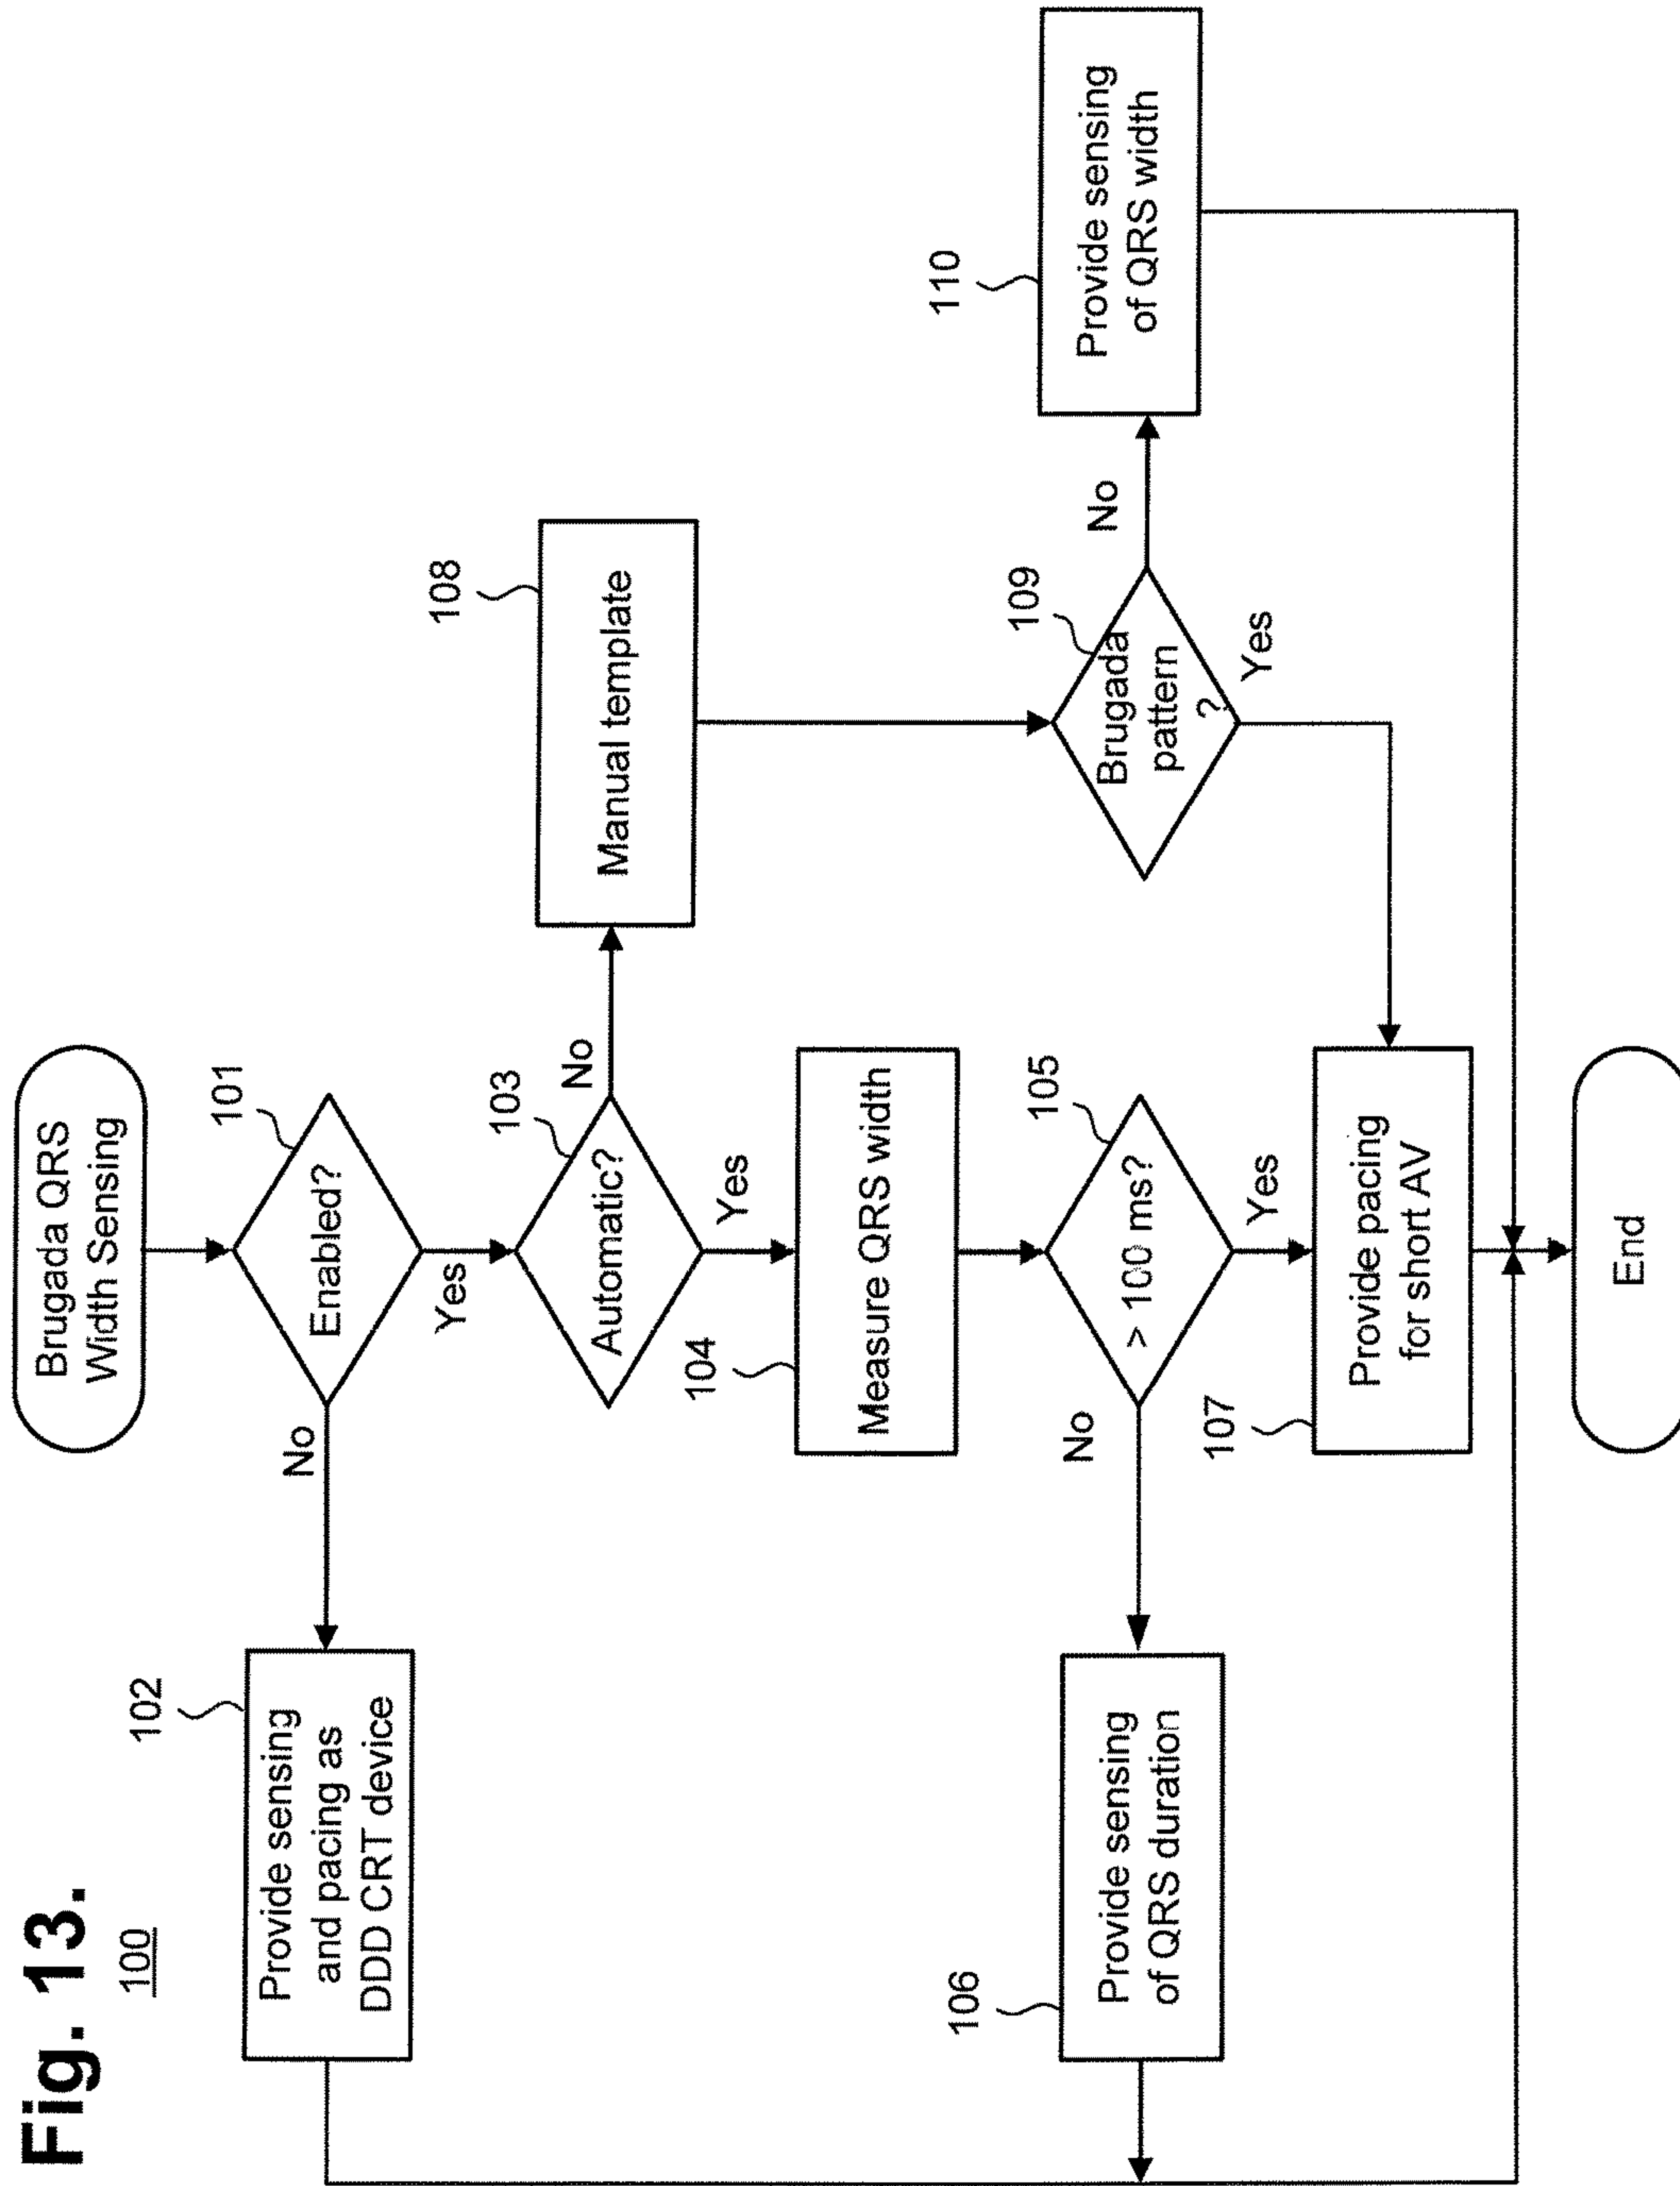 Fig. 13.
100
Brugada QRS
Width Sensing
101
Enabled?
No
Yes
102
Provide sensing
and pacing as
DDD CRT device
103
Automatic?
No
Yes
108
Manual template
104
Measure QRS width
109
Brugada
pattern
?
No
Yes
110
Provide sensing
of QRS width
105
> 100 ms?
No
Yes
106
Provide sensing
of QRS duration
107
Provide pacing
for short AV
End